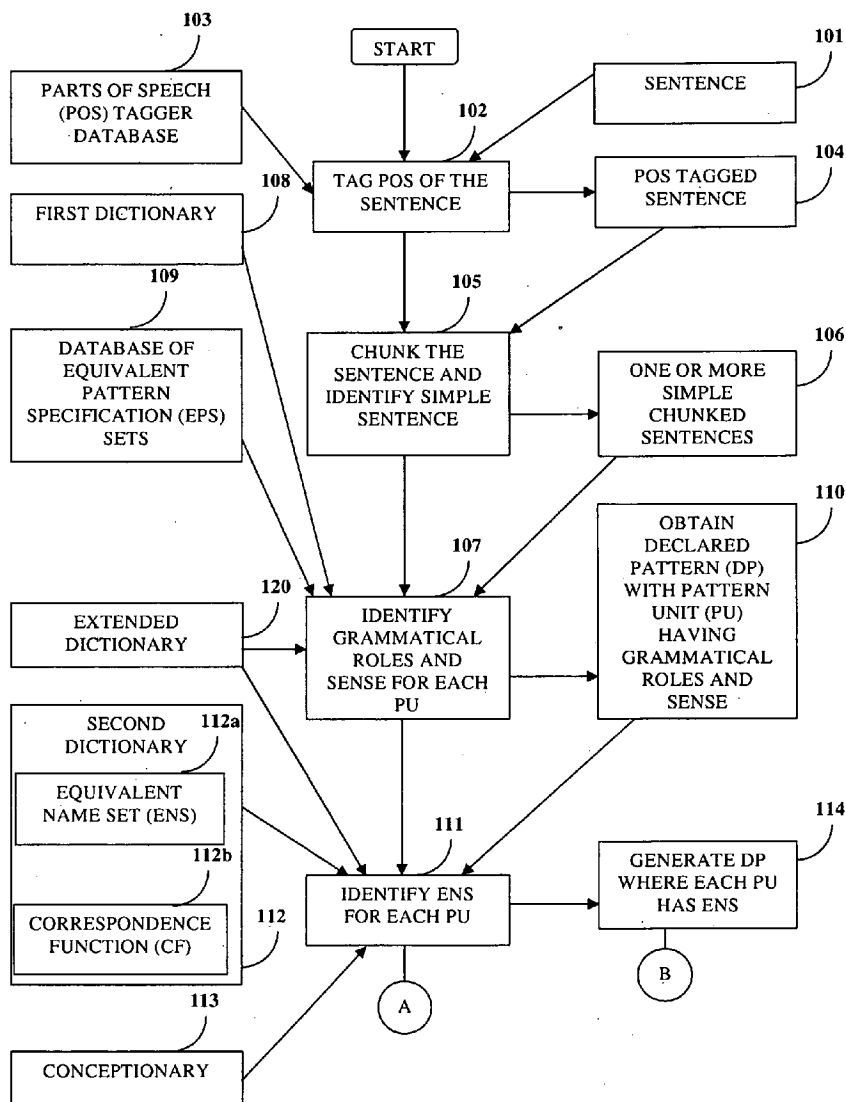 103
START
101
PARTS OF SPEECH
(POS) TAGGER
DATABASE
SENTENCE
102
108
TAG POS OF THE
SENTENCE
POS TAGGED
SENTENCE
104
FIRST DICTIONARY
109
105
DATABASE OF
EQUIVALENT
PATTERN
SPECIFICATION (EPS)
SETS
CHUNK THE
SENTENCE AND
IDENTIFY SIMPLE
SENTENCE
106
ONE OR MORE
SIMPLE
CHUNKED
SENTENCES
110
107
OBTAIN
DECLARED
PATTERN (DP)
WITH PATTERN
UNIT (PU)
HAVING
GRAMMATICAL
ROLES AND
SENSE
120
EXTENDED
DICTIONARY
IDENTIFY
GRAMMATICAL
ROLES AND
SENSE FOR EACH
PU
SECOND
DICTIONARY
112a
EQUIVALENT
NAME SET (ENS)
111
114
112b
IDENTIFY ENS
FOR EACH PU
GENERATE DP
WHERE EACH PU
HAS ENS
CORRESPONDENCE
FUNCTION (CF)
112
A
B
113
CONCEPTIONARY